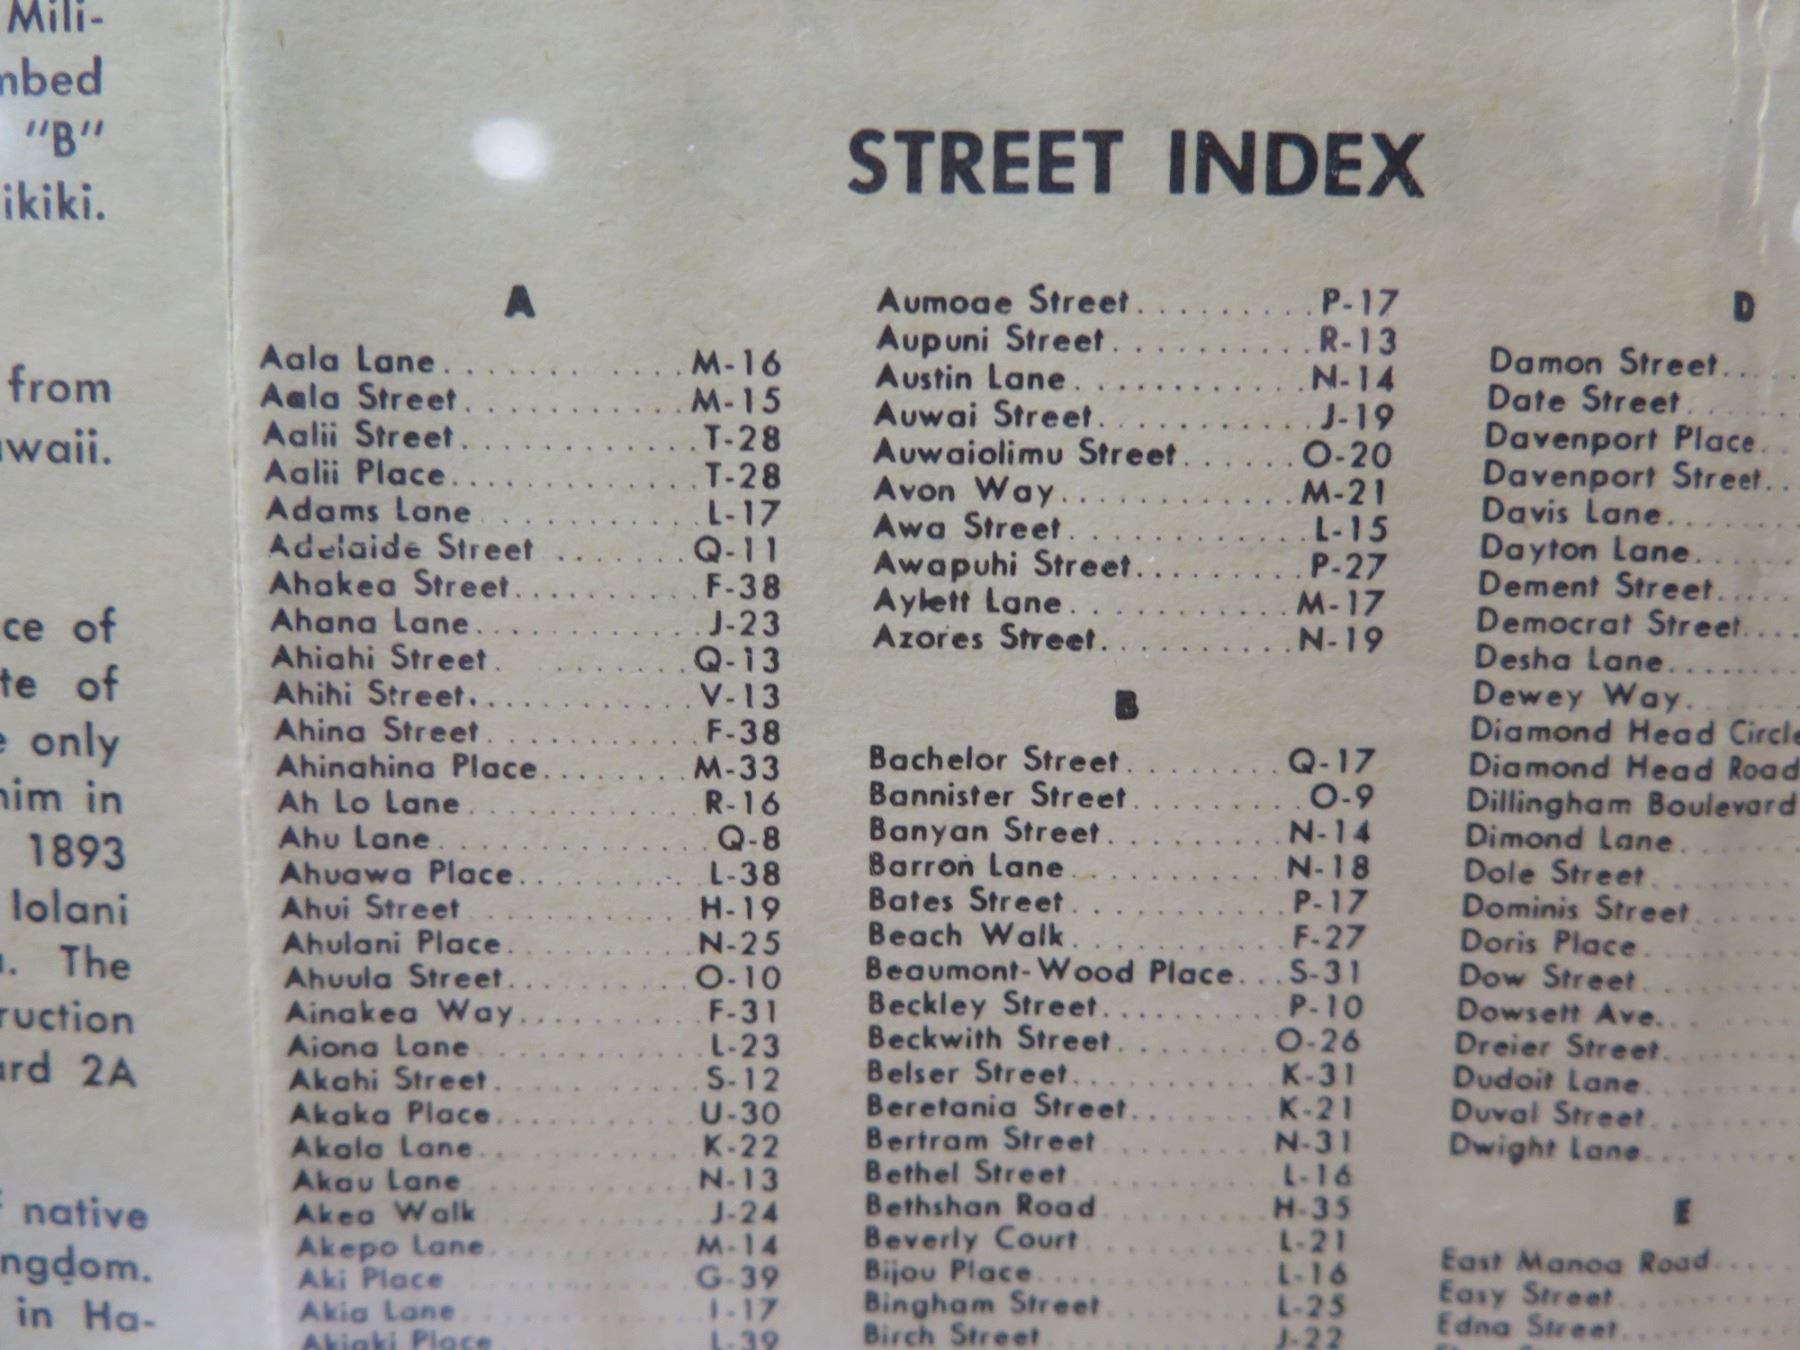 Mili-
"B"
ikiki.
from
ce of
te of
only
him in
1893
Iolani
The
ruction
2A
native
in Ha-
STREET INDEX
A
Aala Lane M-16
Aala Street M-15
Aalii Street T-28
Aalii Place T-28
Adams Lane L-17
Adelaide Street Q-11
Ahakea Street F-38
Ahana Lane J-23
Ahiahi Street Q-13
Ahihi Street V-13
Ahina Street F-38
Ahinahina Place M-33
Ah Lo Lane R-16
Ahu Lane Q-8
Ahuawa Place L-38
Ahui Street H-19
Ahulani Place N-25
Ahuula Street O-10
Ainakea Way F-31
Aiona Lane L-23
Akahi Street S-12
Akaka Place U-30
Akala Lane K-22
Akau Lane N-13
Akea Walk J-24
Akepo Lane M-14
Aki Place G-39
Akia Lane I-17
Akiaki Place L-39
Aumoae Street P-17
Aupuni Street R-13
Austin Lane N-14
Auwai Street J-19
Auwaiolimu Street O-20
Avon Way M-21
Awa Street L-15
Awapuhi Street P-27
Aylett Lane M-17
Azores Street N-19
B
Bachelor Street Q-17
Bannister Street O-9
Banyan Street N-14
Barron Lane N-18
Bates Street P-17
Beach Walk F-27
Beaumont-Wood Place S-31
Beckley Street P-10
Beckwith Street O-26
Belser Street K-31
Beretania Street K-21
Bertram Street N-31
Bethel Street L-16
Bethshan Road H-35
Beverly Court L-21
Bijou Place L-16
Bingham Street L-25
Birch Street J-22
D
Damon Street
Date Street
Davenport Place
Davenport Street
Davis Lane
Dayton Lane
Dement Street
Democrat Street
Desha Lane
Dewey Way
Diamond Head Circle
Diamond Head Road
Dillingham Boulevard
Dimond Lane
Dole Street
Dominis Street
Doris Place
Dow Street
Dowsett Ave.
Dreier Street
Dudoit Lane
Duval Street
Dwight Lane
E
East Manoa Road
Easy Street
Edna Street